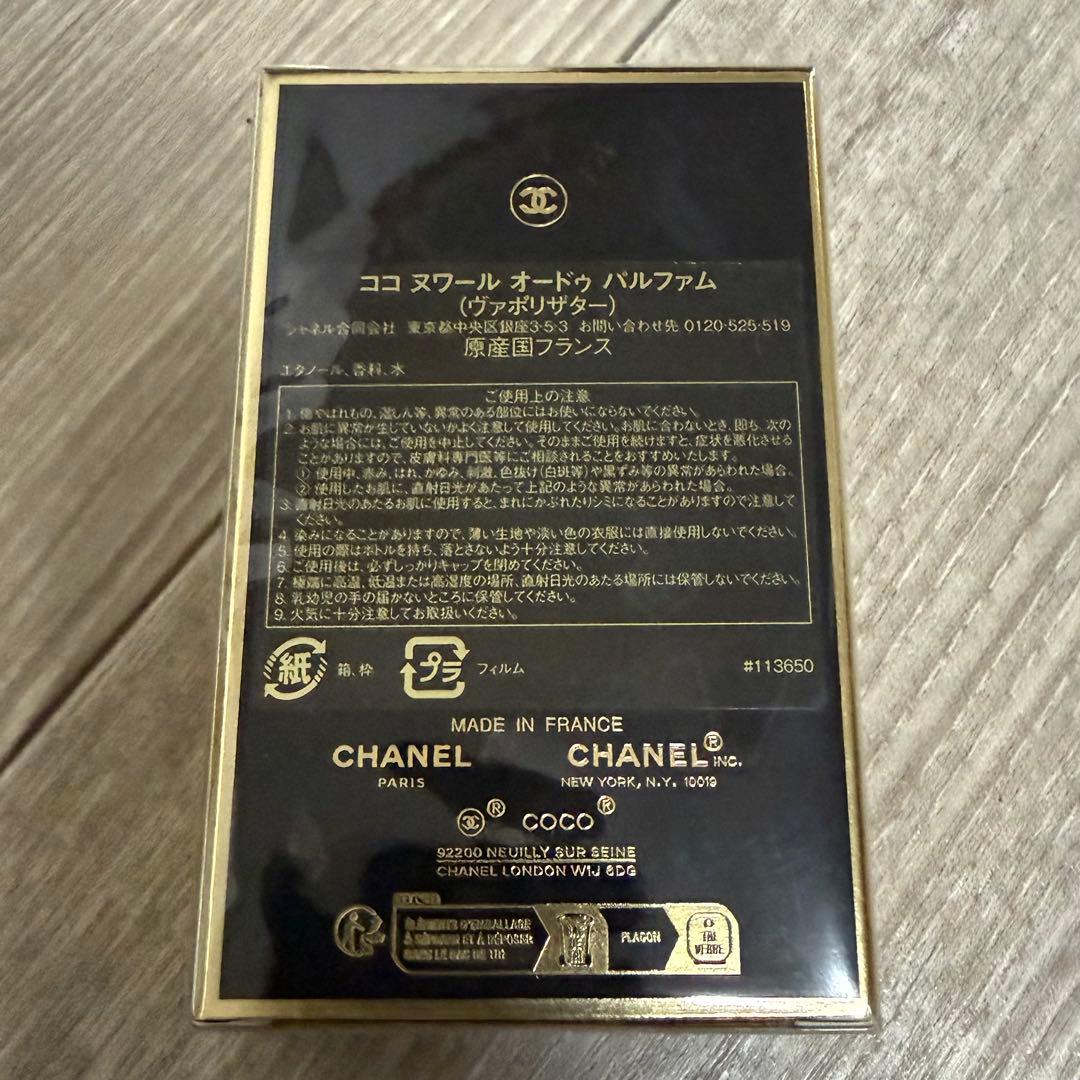 ココ ヌワール オードゥ パルファム
(ヴァポリザター)
シャネル合同会社 東京都中央区銀座3-5-3 お問い合わせ先 0120-525-519
原産国フランス
エタノール、香料、水
ご使用上の注意
1. 傷やはれもの、湿しん等、異常のある部位にはお使いにならないでください。
2. お肌に異常が生じていないかよく注意して使用してください。お肌に合わないとき、即ち、次の
ような場合には、ご使用を中止してください。そのままご使用を続けますと、症状を悪化させる
ことがありますので、皮膚科専門医等にご相談されることをおすすめいたします。
① 使用中、赤み、はれ、かゆみ、刺激、色抜け(白斑等)や黒ずみ等の異常があらわれた場合。
② 使用したお肌に、直射日光があたって上記のような異常があらわれた場合。
3. 直射日光のあたるお肌に使用すると、まれにかぶれたりシミになることがありますので注意して
ください。
4. 染みになることがありますので、薄い生地や淡い色の衣服には直接使用しないでください。
5. 使用の際はボトルを持ち、落とさないよう十分注意してください。
6. ご使用後は、必ずしっかりキャップを閉めてください。
7. 極端に高温、低温または高湿度の場所、直射日光のあたる場所には保管しないでください。
8. 乳幼児の手の届かないところに保管してください。
9. 火気に十分注意してお取扱いください。
紙 箱、枠 プラ フィルム #113650
MADE IN FRANCE
CHANEL CHANEL® INC.
PARIS NEW YORK, N.Y. 10019
® COCO®
92200 NEUILLY SUR SEINE
CHANEL LONDON W1J 6DG
ÉLÉMENTS D'EMBALLAGE
À SÉPARER ET À DÉPOSER
DANS LE BAC DE TRI
FLACON
TRI
VERRE